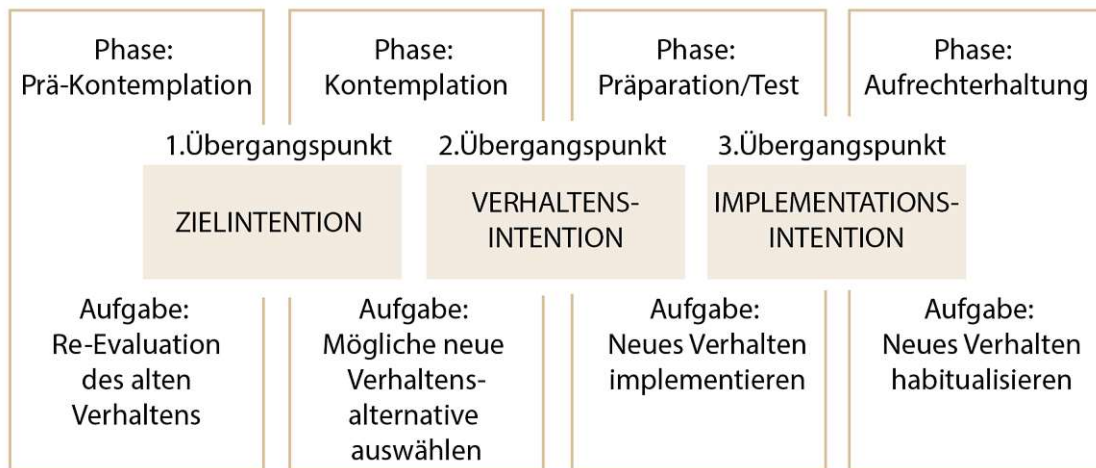 Phase:
Prä-Kontemplation
Phase:
Kontemplation
Phase:
Präparation/Test
Phase:
Aufrechterhaltung
1.Übergangspunkt
2.Übergangspunkt
3.Übergangspunkt
ZIELINTENTION
VERHALTENS-
INTENTION
IMPLEMENTATIONS-
INTENTION
Aufgabe:
Re-Evaluation
des alten
Verhaltens
Aufgabe:
Mögliche neue
Verhaltens-
alternative
auswählen
Aufgabe:
Neues Verhalten
implementieren
Aufgabe:
Neues Verhalten
habitualisieren